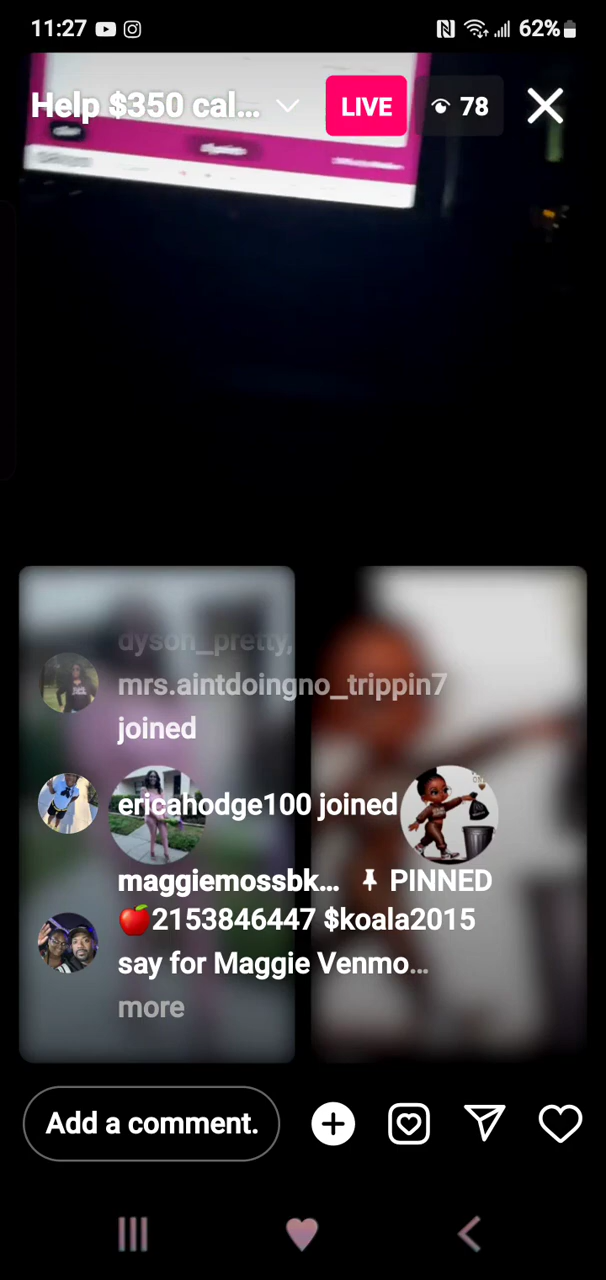 11:27
62%
Help $350 cal...
LIVE
78
dyson_pretty,
mrs.aintdoingno_trippin7
joined
ericahodge100 joined
maggiemossbk... PINNED
🍎2153846447 $koala2015
say for Maggie Venmo...
more
Add a comment.